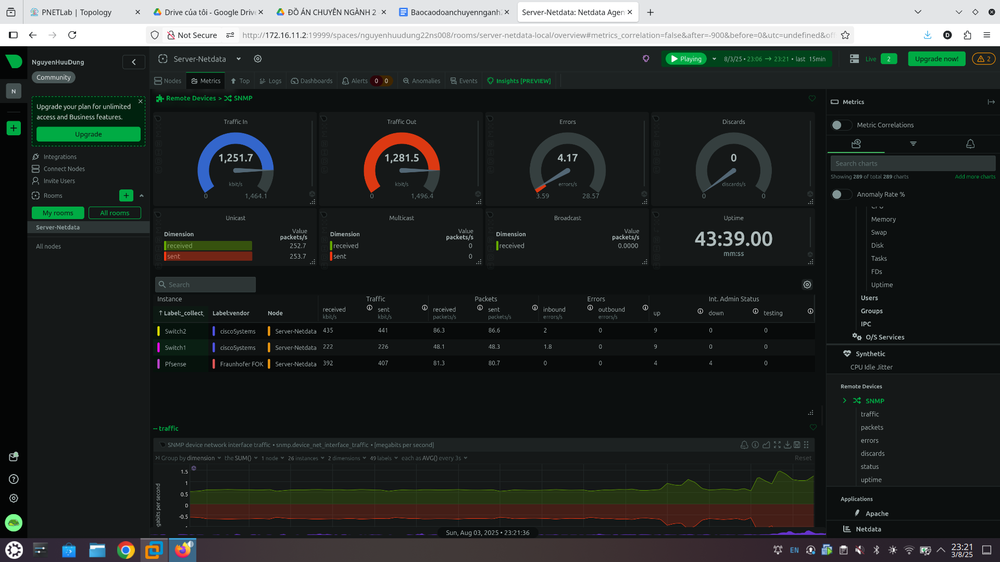 PNETLab | Topology
Drive của tôi - Google Drive
ĐỒ ÁN CHUYÊN NGÀNH 2
Baocaodoanchuyennganh2
Server-Netdata: Netdata Agen
Not Secure
http://172.16.11.2:19999/spaces/nguyenhuudung22ns008/rooms/server-netdata-local/overview#metrics_correlation=false&after=-900&before=0&utc=undefined&off
D
NguyenHuuDung
Community
N
Upgrade your plan for unlimited
access and Business features.
Upgrade
Integrations
Connect Nodes
Invite Users
Rooms
My rooms
All rooms
Server-Netdata
All nodes
Server-Netdata
Playing
8/3/25 • 23:06 → 23:21 • last 15min
Live
2
Upgrade now!
2
Nodes
Metrics
Top
Logs
Dashboards
Alerts
0
0
Anomalies
Events
Insights [PREVIEW]
Remote Devices > SNMP
Traffic In
1,251.7
kbit/s
0
1,464.1
Traffic Out
1,281.5
kbit/s
0
1,496.4
Errors
4.17
errors/s
3.59
28.57
Discards
0
discards/s
0
0
Unicast
Dimension
Value
packets/s
received
252.7
sent
253.7
Multicast
Dimension
Value
packets/s
received
0
sent
0
Broadcast
Dimension
Value
packets/s
received
0.0000
Uptime
43:39.00
mm:ss
Search
Instance
Traffic
Packets
Errors
Int. Admin Status
Label:_collect
Label:vendor
Node
received
kbit/s
sent
kbit/s
received
packets/s
sent
packets/s
inbound
errors/s
outbound
errors/s
up
down
testing
Switch2 ciscoSystems Server-Netdata 435 441 86.3 86.6 2 0 9 0 0
Switch1 ciscoSystems Server-Netdata 222 226 48.1 48.3 1.8 0 9 0 0
Pfsense Fraunhofer FOK Server-Netdata 392 407 81.3 80.7 0 0 4 4 0
traffic
SNMP device network interface traffic • snmp.device_net_interface_traffic • [megabits per second]
Group by dimension the SUM() 1 node 26 instances 2 dimensions 49 labels each as AVG() every 3s
Reset
1.5
1
0.5
0
-0.5
gabits per second
Sun, Aug 03, 2025 • 23:21:36
Metrics
Metric Correlations
Search charts
Showing 289 of total 289 charts
Add more charts
Anomaly Rate %
CPU
Memory
Swap
Disk
Tasks
FDs
Uptime
Users
Groups
IPC
O/S Services
Synthetic
CPU Idle Jitter
Remote Devices
SNMP
traffic
packets
errors
discards
status
uptime
Applications
Apache
Netdata
EN
23:21
3/8/25